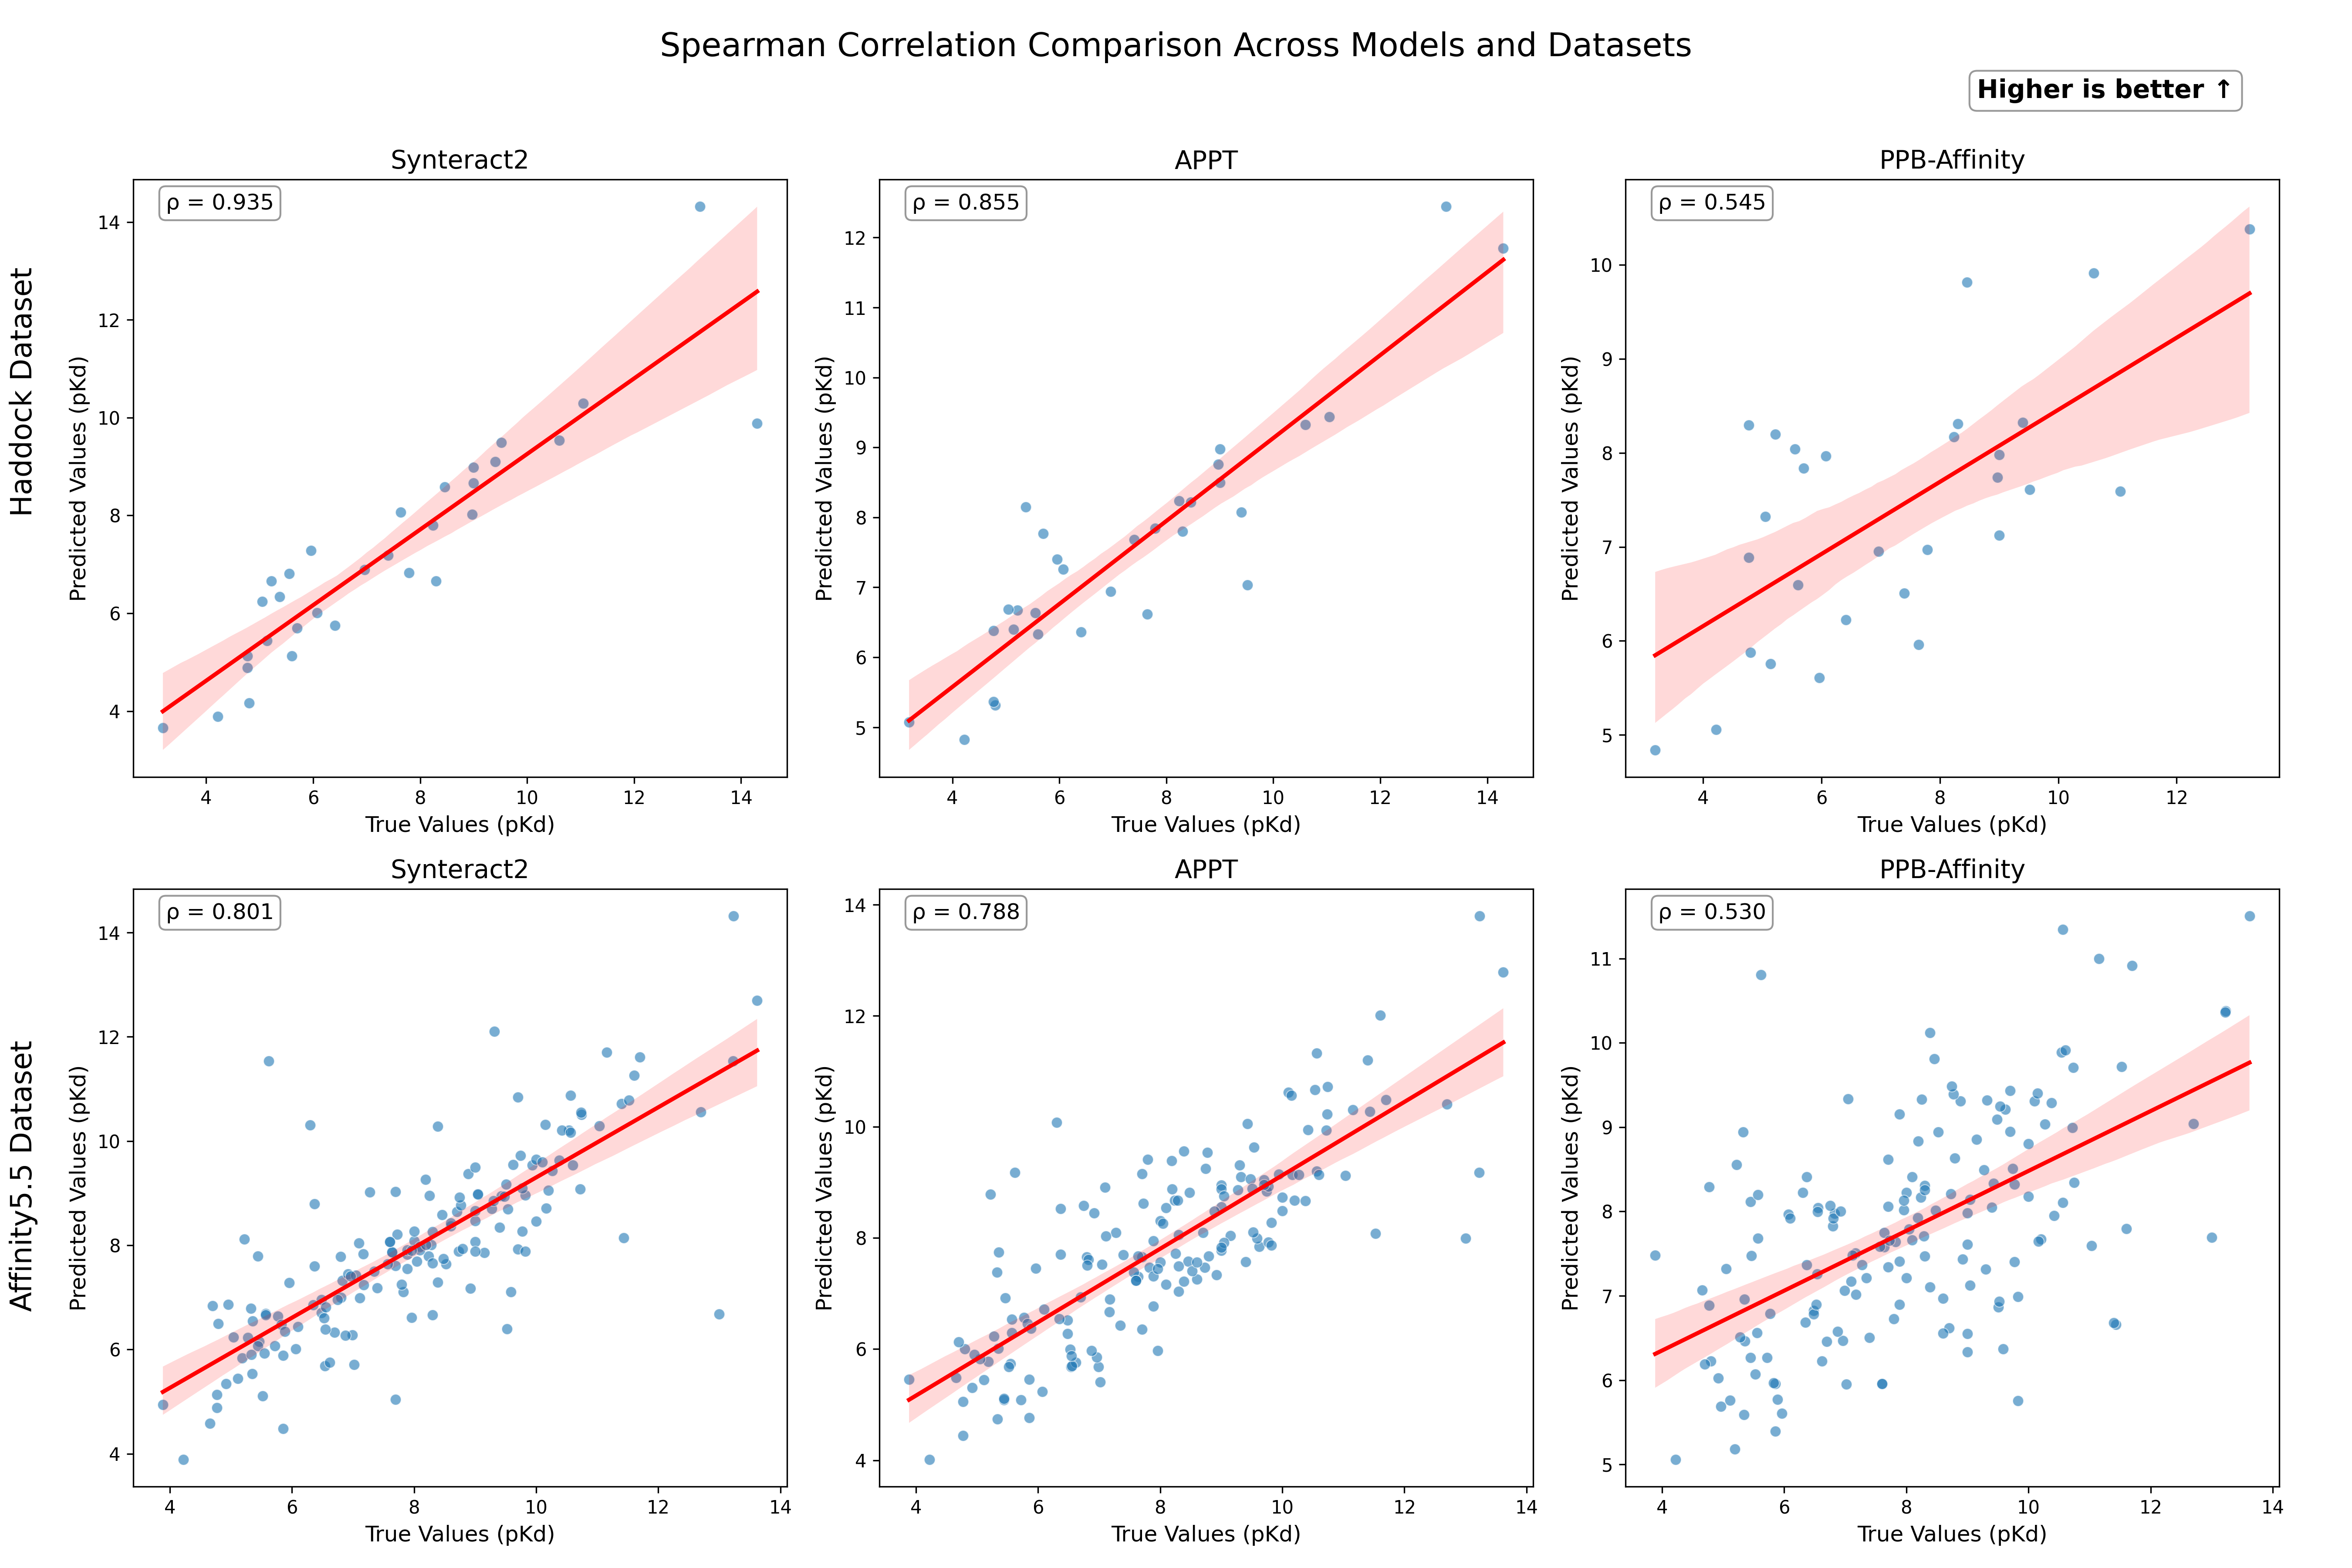 Spearman Correlation Comparison Across Models and Datasets
Higher is better ↑
Haddock Dataset
Synteract2
ρ = 0.935
Predicted Values (pKd)
14
12
10
8
6
4
4 6 8 10 12 14
True Values (pKd)
APPT
ρ = 0.855
Predicted Values (pKd)
12
11
10
9
8
7
6
5
4 6 8 10 12 14
True Values (pKd)
PPB-Affinity
ρ = 0.545
Predicted Values (pKd)
10
9
8
7
6
5
4 6 8 10 12
True Values (pKd)
Affinity5.5 Dataset
Synteract2
ρ = 0.801
Predicted Values (pKd)
14
12
10
8
6
4
4 6 8 10 12 14
True Values (pKd)
APPT
ρ = 0.788
Predicted Values (pKd)
14
12
10
8
6
4
4 6 8 10 12 14
True Values (pKd)
PPB-Affinity
ρ = 0.530
Predicted Values (pKd)
11
10
9
8
7
6
5
4 6 8 10 12 14
True Values (pKd)